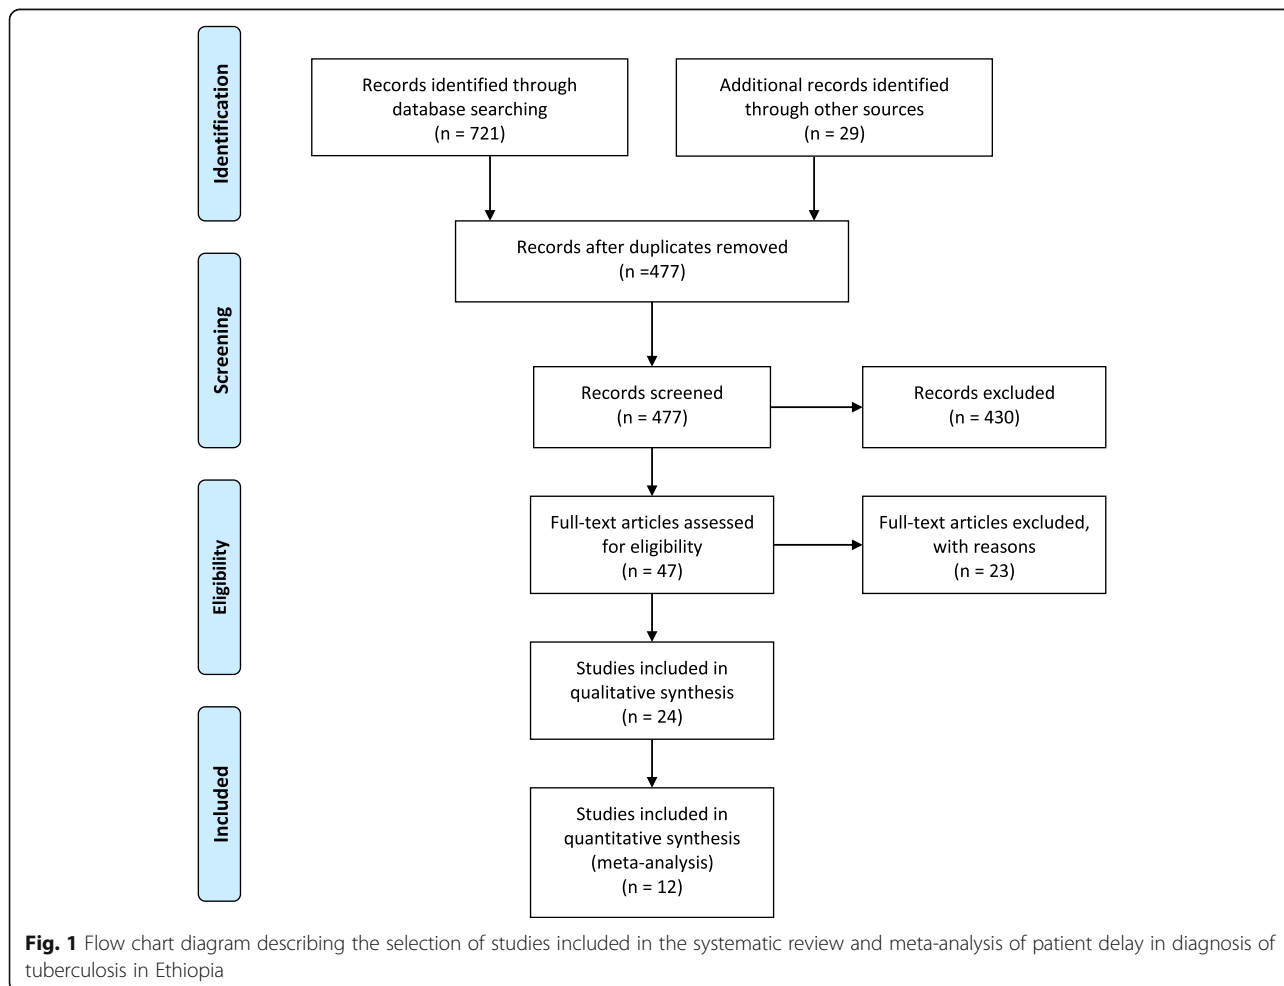 Identification
Records identified through
database searching
(n = 721)
Additional records identified
through other sources
(n = 29)
Records after duplicates removed
(n =477)
Screening
Records screened
(n = 477)
Records excluded
(n = 430)
Eligibility
Full-text articles assessed
for eligibility
(n = 47)
Full-text articles excluded,
with reasons
(n = 23)
Studies included in
qualitative synthesis
(n = 24)
Included
Studies included in
quantitative synthesis
(meta-analysis)
(n = 12)
Fig. 1 Flow chart diagram describing the selection of studies included in the systematic review and meta-analysis of patient delay in diagnosis of
tuberculosis in Ethiopia